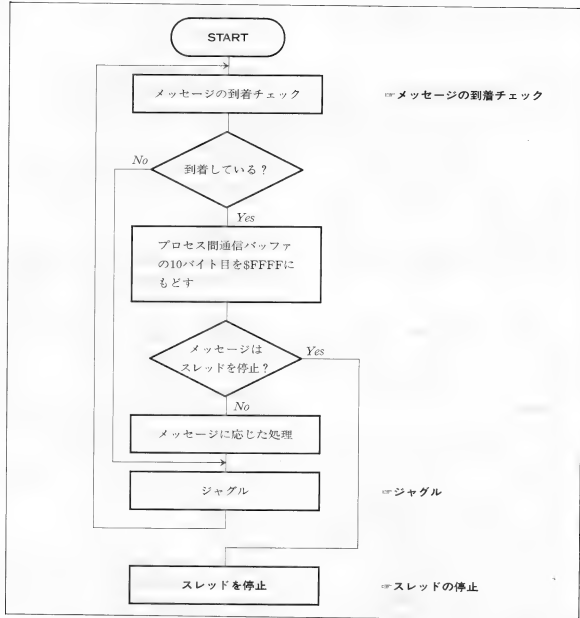 START
メッセージの到着チェック
☞メッセージの到着チェック
No
到着している？
Yes
プロセス間通信バッファ
の10バイト目を$FFFFに
もどす
メッセージは
スレッドを停止？
Yes
No
メッセージに応じた処理
ジャグル
☞ジャグル
スレッドを停止
☞スレッドの停止